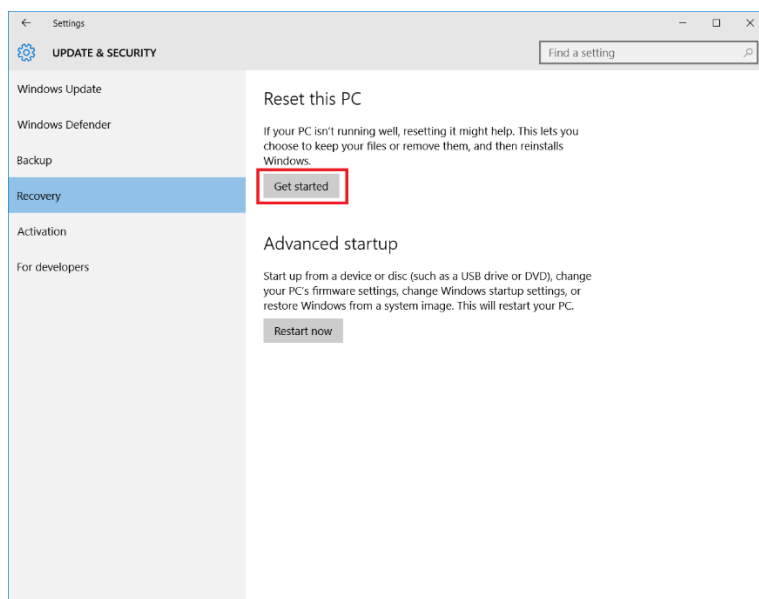 Settings
UPDATE & SECURITY
Find a setting
Windows Update
Windows Defender
Backup
Recovery
Activation
For developers
Reset this PC
If your PC isn't running well, resetting it might help. This lets you
choose to keep your files or remove them, and then reinstalls
Windows.
Get started
Advanced startup
Start up from a device or disc (such as a USB drive or DVD), change
your PC's firmware settings, change Windows startup settings, or
restore Windows from a system image. This will restart your PC.
Restart now